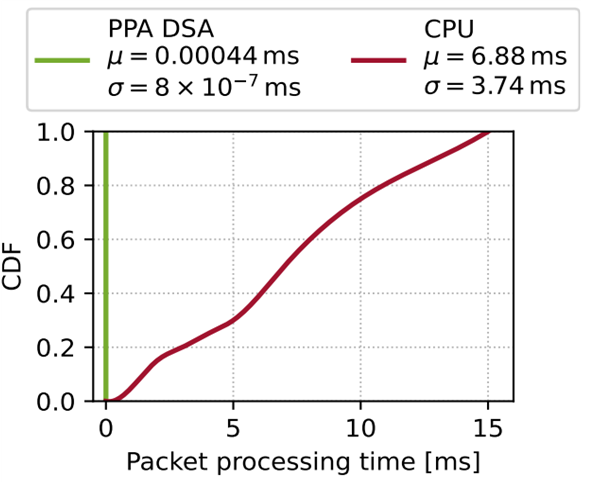 PPA DSA
μ = 0.00044 ms
σ = 8 × 10⁻⁷ ms
CPU
μ = 6.88 ms
σ = 3.74 ms
CDF
1.0
0.8
0.6
0.4
0.2
0.0
0 5 10 15
Packet processing time [ms]